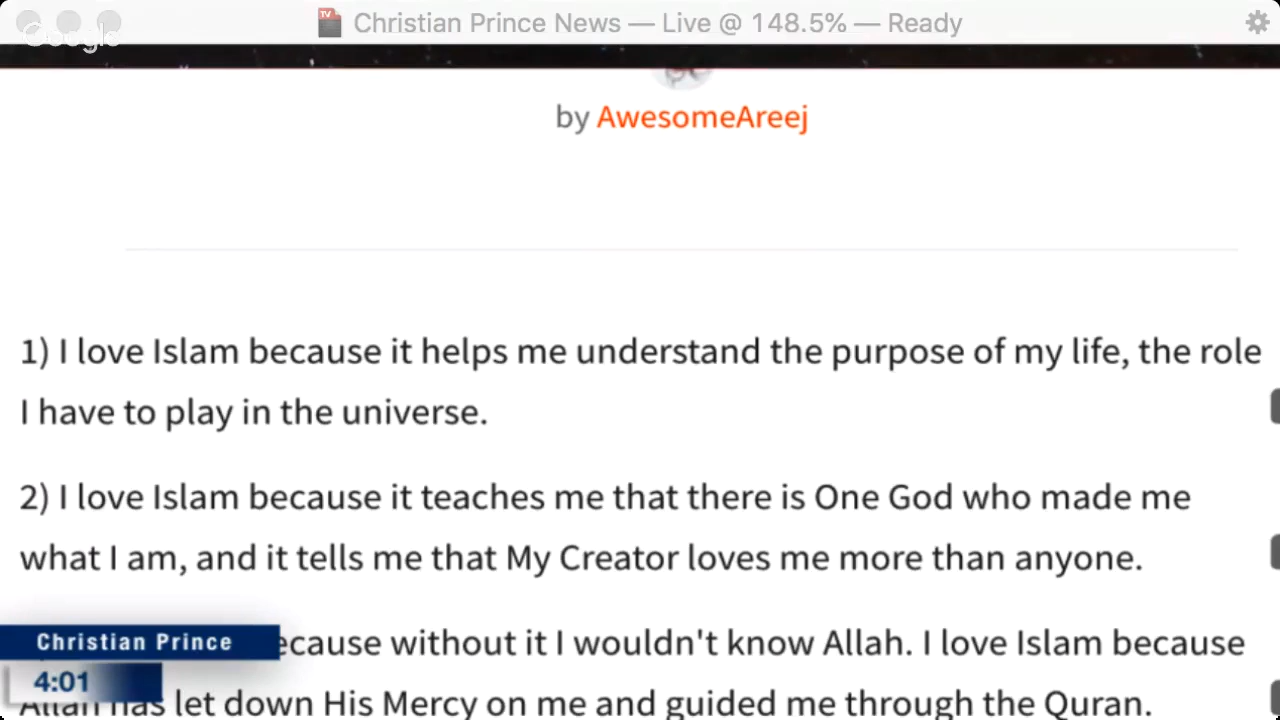 Christian Prince News — Live @ 148.5% — Ready
Google
by AwesomeAreej
1) I love Islam because it helps me understand the purpose of my life, the role
I have to play in the universe.
2) I love Islam because it teaches me that there is One God who made me
what I am, and it tells me that My Creator loves me more than anyone.
Christian Prince
ecause without it I wouldn't know Allah. I love Islam because
4:01
Allah has let down His Mercy on me and guided me through the Quran.